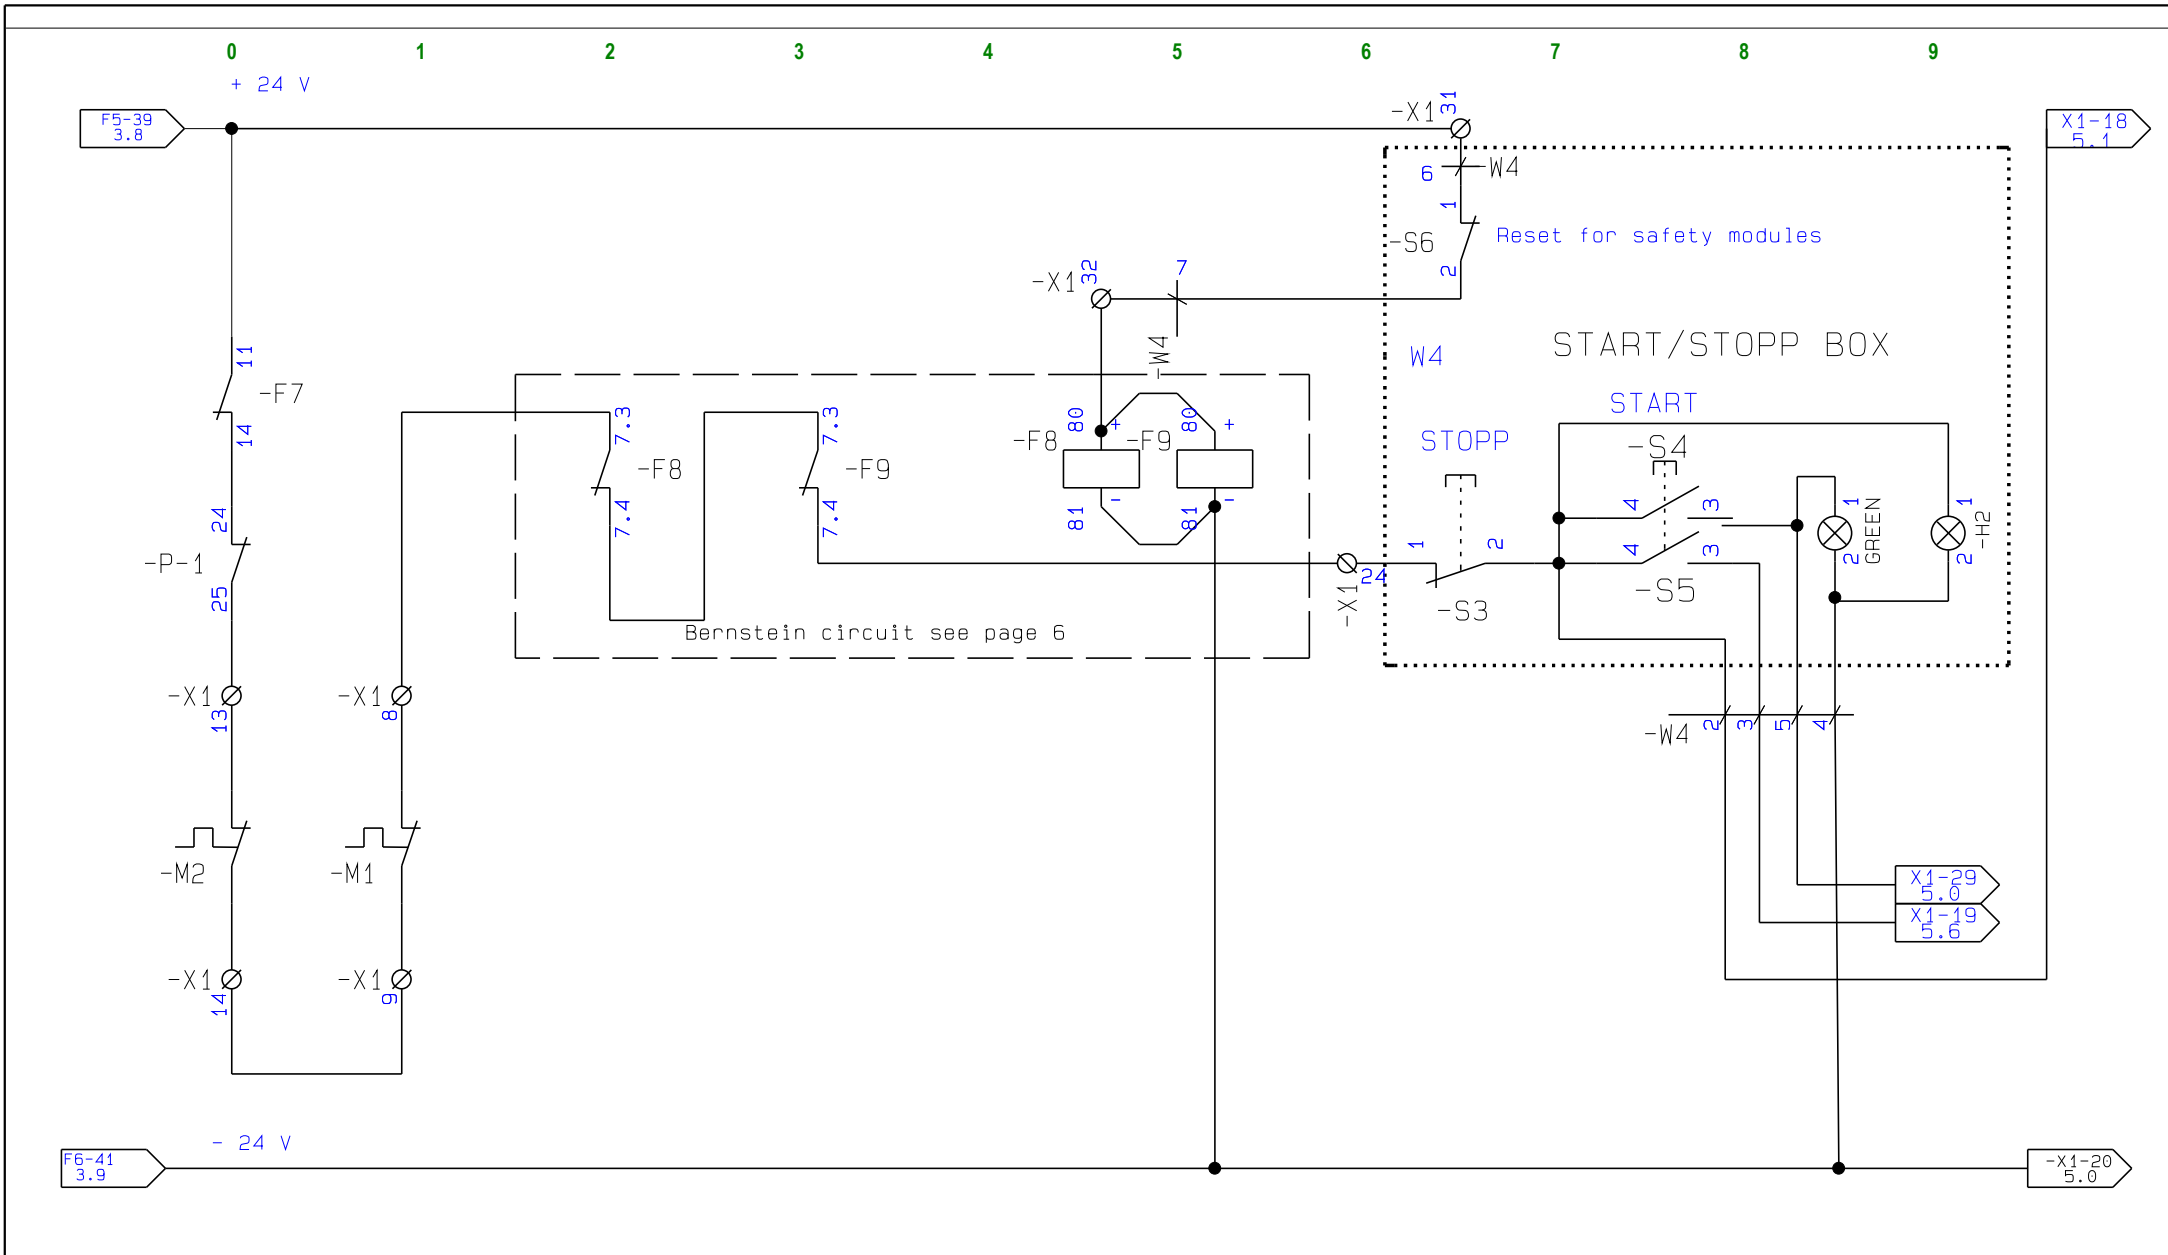 0 1 2 3 4 5 6 7 8 9
+ 24 V
F5-39
3.8
-X1 31
X1-18
5.1
6 -W4
1
-S6 Reset for safety modules
2
-X1 32 7
-W4
START/STOPP BOX
W4
11
-F7
14
START
STOPP
7.3
-F8
7.4
7.3
-F9
7.4
80 +
-F8
81 -
80 +
-F9
81 -
-S4
4 3
1
GREEN
2
1
-H2
2
24
-P-1
25
-X1 24
1 2
-S3
4 3
-S5
Bernstein circuit see page 6
-X1
13
-X1
8
-W4 2 3 5 4
-M2
-M1
X1-29
5.0
X1-19
5.6
-X1
14
-X1
9
- 24 V
F6-41
3.9
-X1-20
5.0